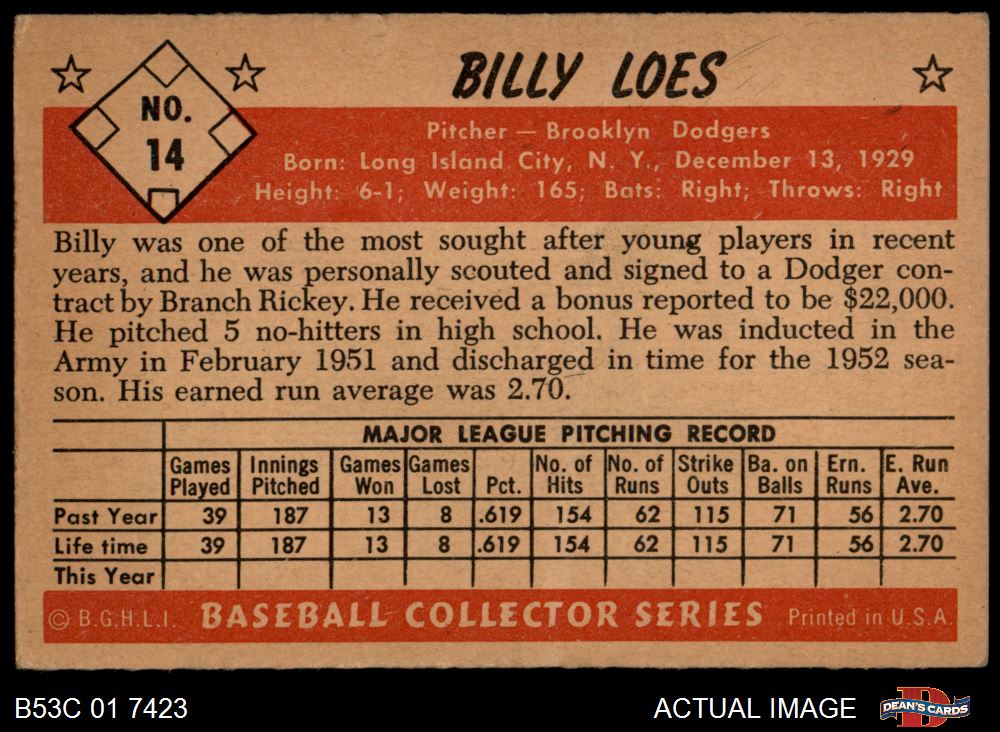 NO.
14
BILLY LOES
Pitcher — Brooklyn Dodgers
Born: Long Island City, N. Y., December 13, 1929
Height: 6-1; Weight: 165; Bats: Right; Throws: Right
Billy was one of the most sought after young players in recent
years, and he was personally scouted and signed to a Dodger con-
tract by Branch Rickey. He received a bonus reported to be $22,000.
He pitched 5 no-hitters in high school. He was inducted in the
Army in February 1951 and discharged in time for the 1952 sea-
son. His earned run average was 2.70.
MAJOR LEAGUE PITCHING RECORD
Games Played Innings Pitched Games Won Games Lost Pct. No. of Hits No. of Runs Strike Outs Ba. on Balls Ern. Runs E. Run Ave.
Past Year 39 187 13 8 .619 154 62 115 71 56 2.70
Life time 39 187 13 8 .619 154 62 115 71 56 2.70
This Year
© B.G.H.L.I. BASEBALL COLLECTOR SERIES Printed in U.S.A.
B53C 01 7423 ACTUAL IMAGE DEAN'S CARDS